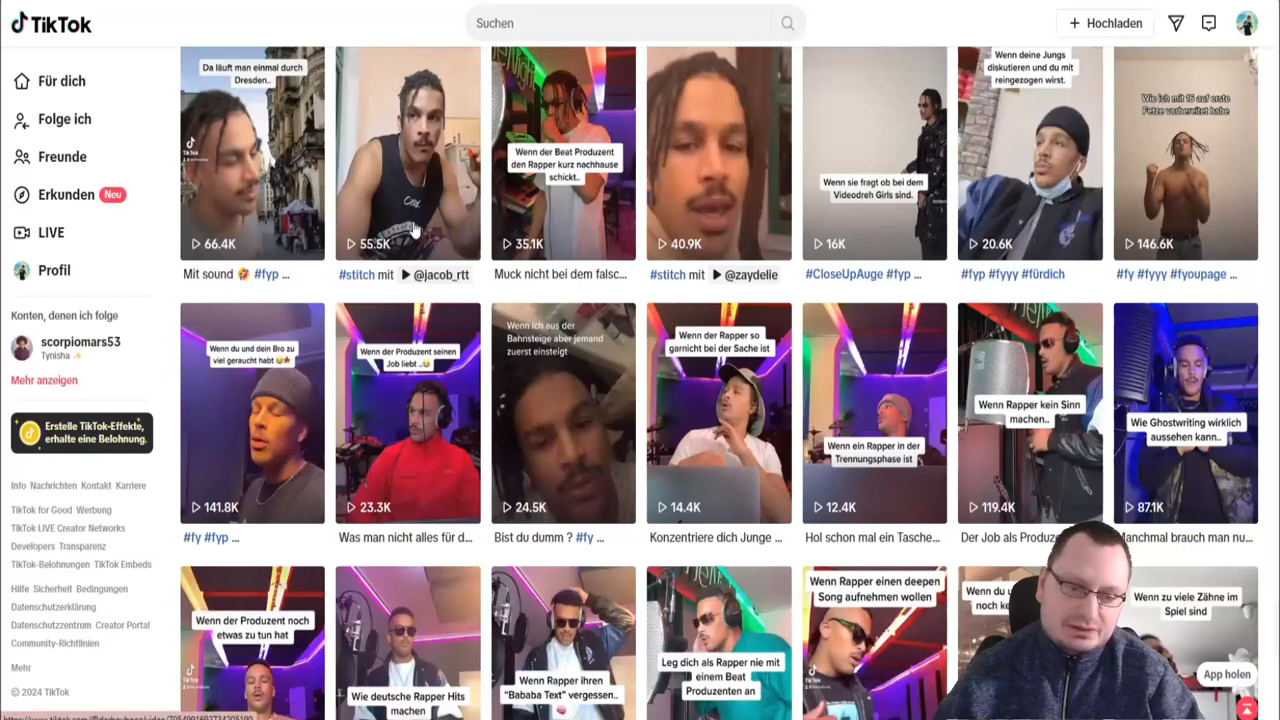 TikTok
Suchen
Hochladen
Für dich
Folge ich
Freunde
Erkunden Neu
LIVE
Profil
Konten, denen ich folge
scorpiomars53
Tynisha
Mehr anzeigen
Erstelle TikTok-Effekte,
erhalte eine Belohnung.
Info Nachrichten Kontakt Karriere
TikTok for Good Werbung
TikTok LIVE Creator Networks
Developers Transparenz
TikTok-Belohnungen TikTok Embeds
Hilfe Sicherheit Bedingungen
Datenschutzerklärung
Datenschutzzentrum Creator Portal
Community-Richtlinien
Mehr
© 2024 TikTok
Da läuft man einmal durch
Dresden..
TikTok
66.4K
Mit sound 🤣 #fyp ...
55.5K
#stitch mit @jacob_rtt
Wenn der Beat Produzent
den Rapper kurz nachhause
schickt..
35.1K
Muck nicht bei dem falsc...
40.9K
#stitch mit @zaydelie
Wenn sie fragt ob bei dem
Videodreh Girls sind.
16K
#CloseUpAuge #fyp ...
Wenn deine Jungs
diskutieren und du mit
reingezogen wirst.
20.6K
#fyp #fyyy #fürdich
Wie ich mit 16 auf erste
Fetze vorbereitet habe
146.6K
#fy #fyyy #fyoupage ...
Wenn du und dein Bro zu
viel geraucht habt
141.8K
#fy #fyp ...
Wenn der Produzent seinen
Job liebt ..
23.3K
Was man nicht alles für d...
Wenn ich aus der
Bahnsteige aber jemand
zuerst einsteigt
24.5K
Bist du dumm ? #fy ...
Wenn der Rapper so
garnicht bei der Sache ist
14.4K
Konzentriere dich Junge ...
Wenn ein Rapper in der
Trennungsphase ist
12.4K
Hol schon mal ein Tasche...
Wenn Rapper kein Sinn
machen..
119.4K
Der Job als Produze
Wie Ghostwriting wirklich
aussehen kann..
87.1K
Manchmal brauch man nu...
Wenn der Produzent noch
etwas zu tun hat
TikTok
Wie deutsche Rapper Hits
machen
Wenn Rapper ihren
"Bababa Text" vergessen..
Leg dich als Rapper nie mit
einem Beat
Produzenten an
Wenn Rapper einen deepen
Song aufnehmen wollen
TikTok
Wenn du
noch ke
Wenn zu viele Zähne im
Spiel sind
App holen